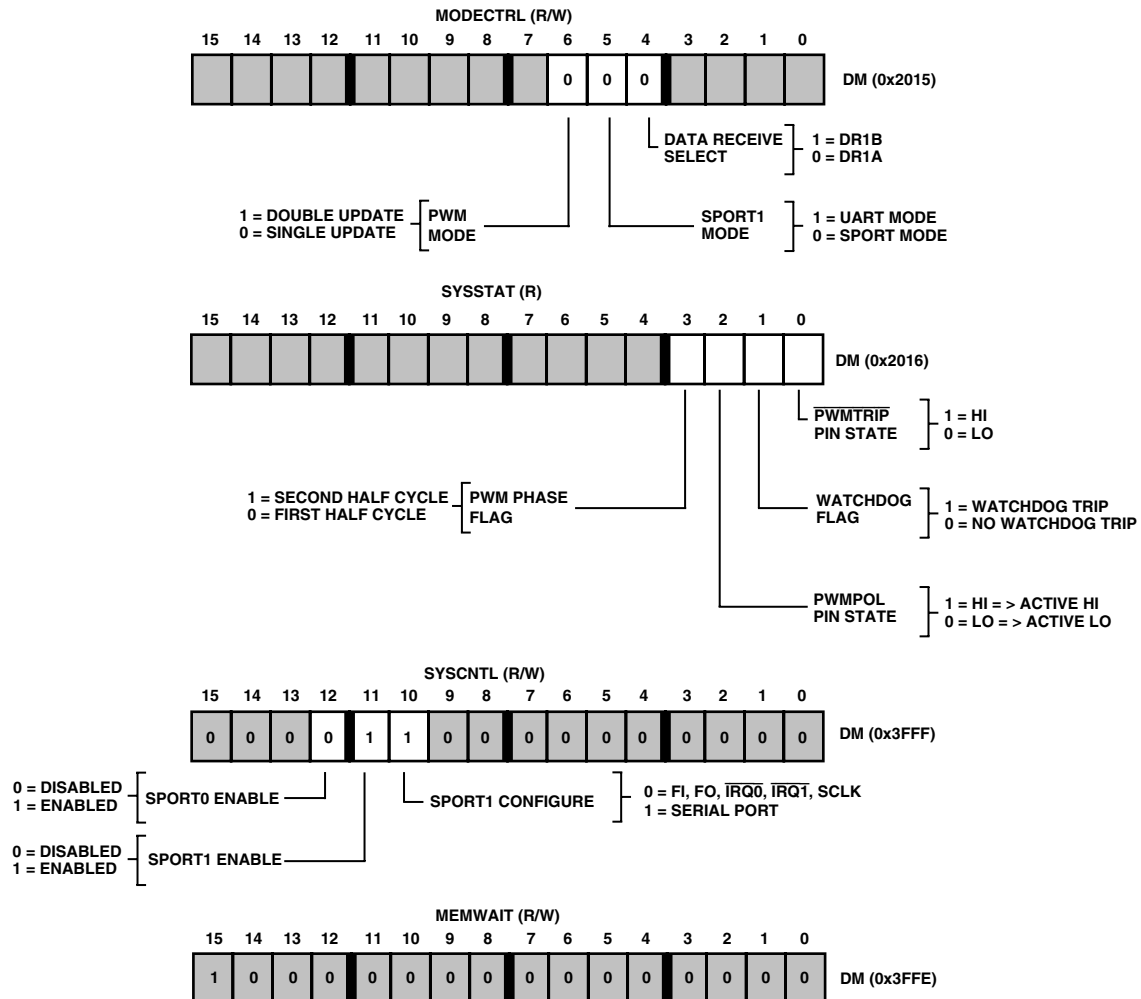 MODECTRL (R/W)
15 14 13 12 11 10 9 8 7 6 5 4 3 2 1 0
0 0 0
DM (0x2015)
DATA RECEIVE SELECT
1 = DR1B
0 = DR1A
1 = DOUBLE UPDATE
0 = SINGLE UPDATE
PWM MODE
SPORT1 MODE
1 = UART MODE
0 = SPORT MODE
SYSSTAT (R)
15 14 13 12 11 10 9 8 7 6 5 4 3 2 1 0
DM (0x2016)
PWMTRIP PIN STATE
1 = HI
0 = LO
1 = SECOND HALF CYCLE
0 = FIRST HALF CYCLE
PWM PHASE FLAG
WATCHDOG FLAG
1 = WATCHDOG TRIP
0 = NO WATCHDOG TRIP
PWMPOL PIN STATE
1 = HI = > ACTIVE HI
0 = LO = > ACTIVE LO
SYSCNTL (R/W)
15 14 13 12 11 10 9 8 7 6 5 4 3 2 1 0
0 0 0 0 1 1 0 0 0 0 0 0 0 0 0 0
DM (0x3FFF)
0 = DISABLED
1 = ENABLED
SPORT0 ENABLE
SPORT1 CONFIGURE
0 = FI, FO, IRQ0, IRQ1, SCLK
1 = SERIAL PORT
0 = DISABLED
1 = ENABLED
SPORT1 ENABLE
MEMWAIT (R/W)
15 14 13 12 11 10 9 8 7 6 5 4 3 2 1 0
1 0 0 0 0 0 0 0 0 0 0 0 0 0 0 0
DM (0x3FFE)